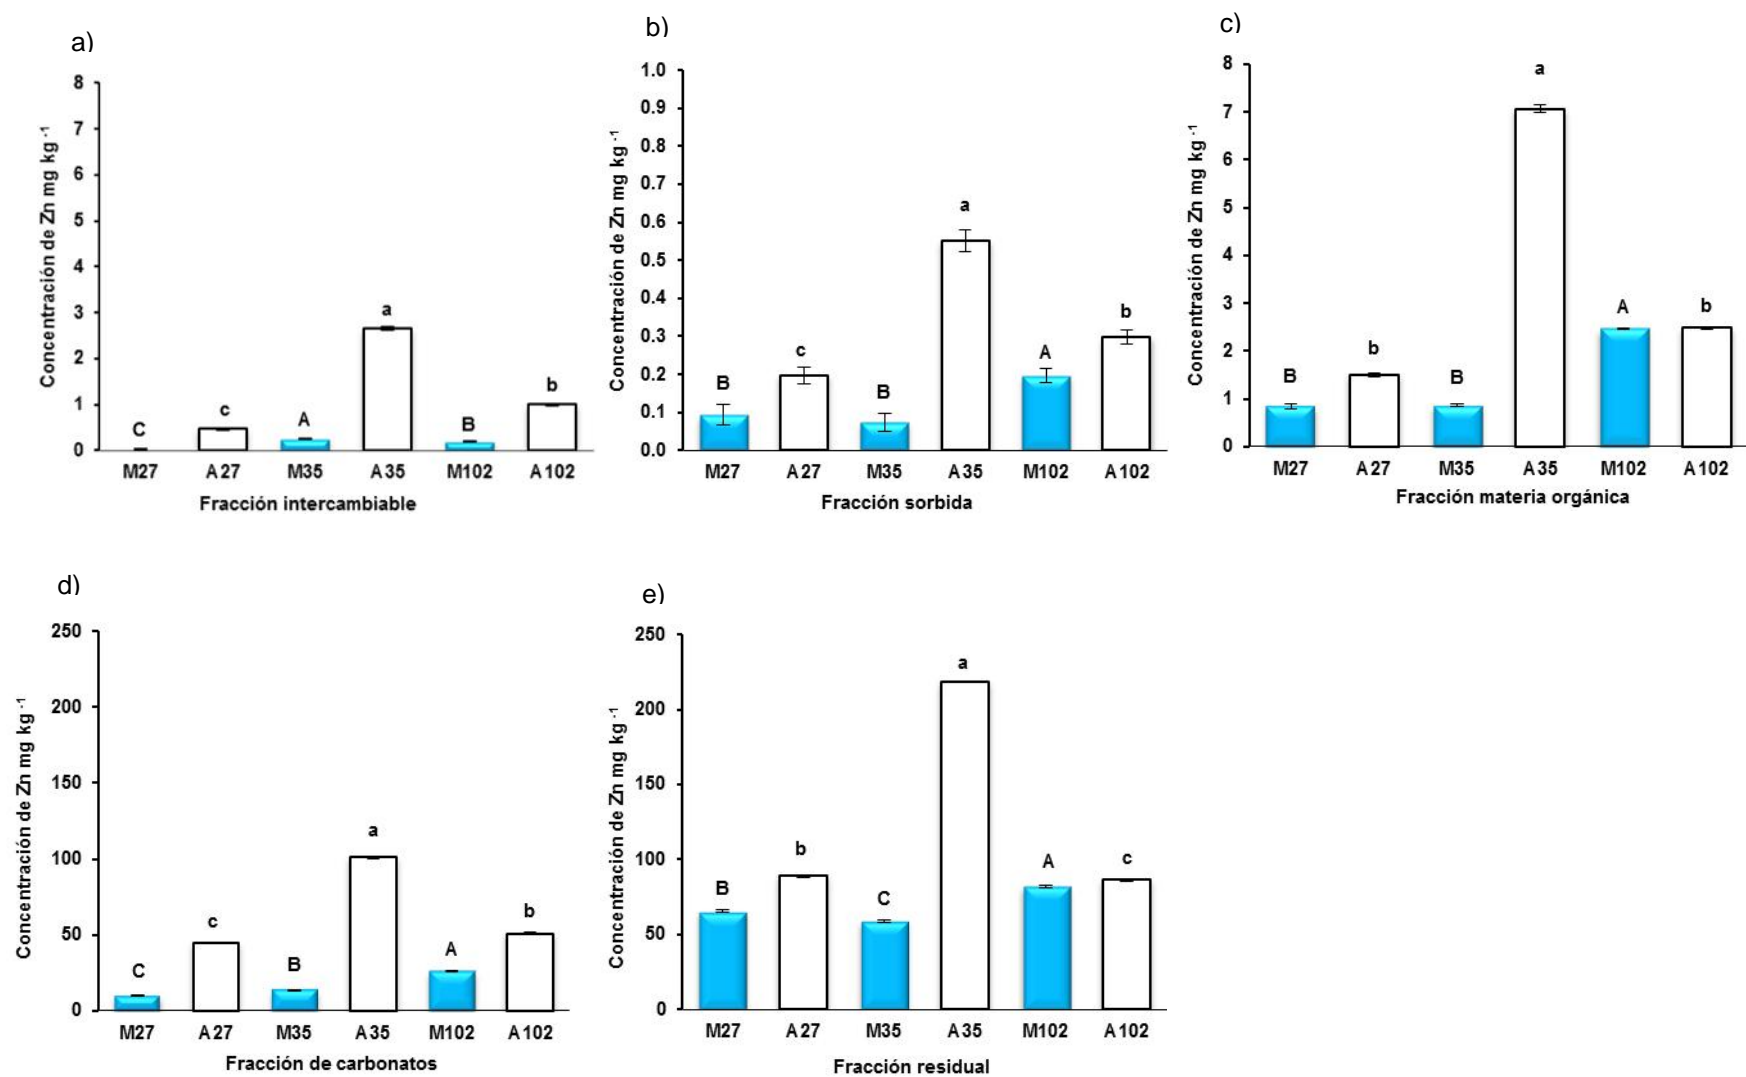 a)
Concentración de Zn mg kg⁻¹
8
7
6
5
4
3
2
1
0
C
c
A
a
B
b
M27 A27 M35 A35 M102 A102
Fracción intercambiable
b)
Concentración de Zn mg kg⁻¹
1.0
0.9
0.8
0.7
0.6
0.5
0.4
0.3
0.2
0.1
0.0
B
c
B
a
A
b
M27 A27 M35 A35 M102 A102
Fracción sorbida
c)
Concentración de Zn mg kg⁻¹
8
7
6
5
4
3
2
1
0
B
b
B
a
A
b
M27 A27 M35 A35 M102 A102
Fracción materia orgánica
d)
Concentración de Zn mg kg⁻¹
250
200
150
100
50
0
C
c
B
a
A
b
M27 A27 M35 A35 M102 A102
Fracción de carbonatos
e)
Concentración de Zn mg kg⁻¹
250
200
150
100
50
0
B
b
C
a
A
c
M27 A27 M35 A35 M102 A102
Fracción residual